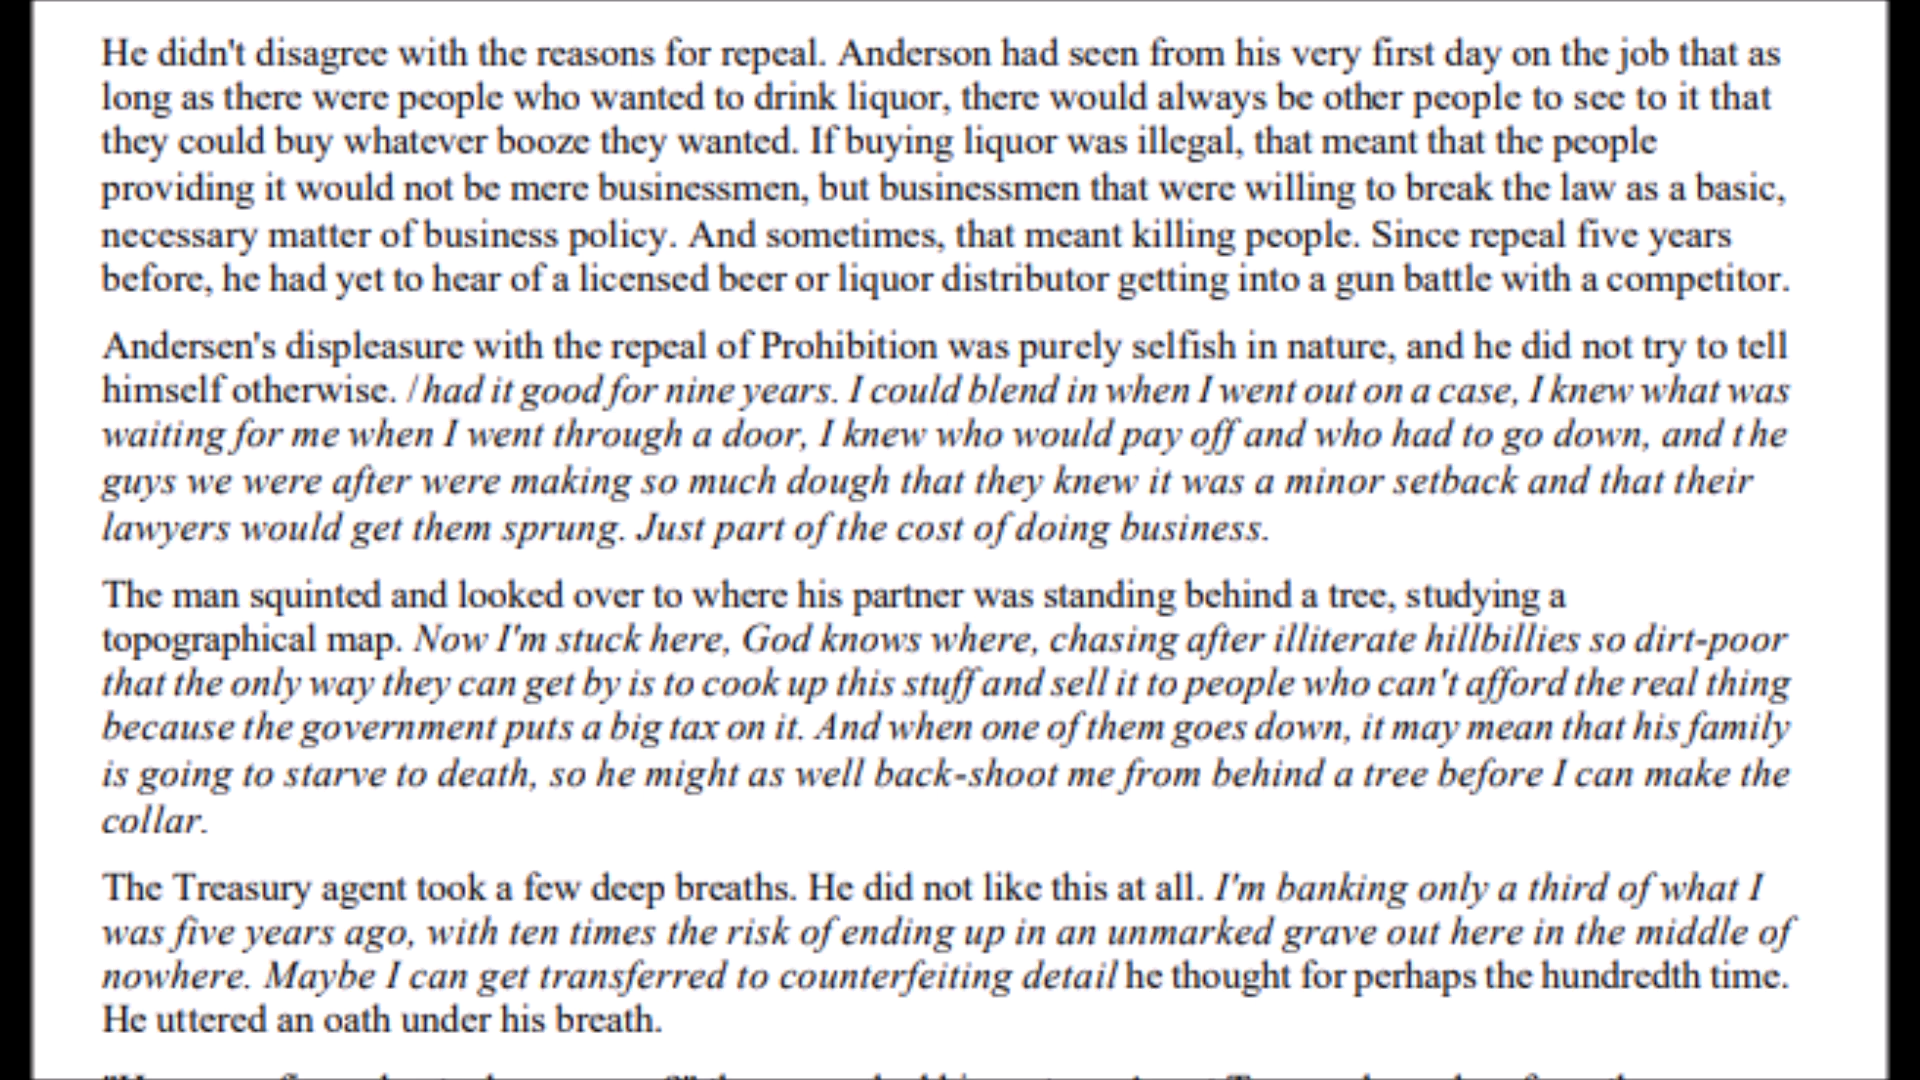 He didn't disagree with the reasons for repeal. Anderson had seen from his very first day on the job that as
long as there were people who wanted to drink liquor, there would always be other people to see to it that
they could buy whatever booze they wanted. If buying liquor was illegal, that meant that the people
providing it would not be mere businessmen, but businessmen that were willing to break the law as a basic,
necessary matter of business policy. And sometimes, that meant killing people. Since repeal five years
before, he had yet to hear of a licensed beer or liquor distributor getting into a gun battle with a competitor.
Andersen's displeasure with the repeal of Prohibition was purely selfish in nature, and he did not try to tell
himself otherwise. / had it good for nine years. I could blend in when I went out on a case, I knew what was
waiting for me when I went through a door, I knew who would pay off and who had to go down, and the
guys we were after were making so much dough that they knew it was a minor setback and that their
lawyers would get them sprung. Just part of the cost of doing business.
The man squinted and looked over to where his partner was standing behind a tree, studying a
topographical map. Now I'm stuck here, God knows where, chasing after illiterate hillbillies so dirt-poor
that the only way they can get by is to cook up this stuff and sell it to people who can't afford the real thing
because the government puts a big tax on it. And when one of them goes down, it may mean that his family
is going to starve to death, so he might as well back-shoot me from behind a tree before I can make the
collar.
The Treasury agent took a few deep breaths. He did not like this at all. I'm banking only a third of what I
was five years ago, with ten times the risk of ending up in an unmarked grave out here in the middle of
nowhere. Maybe I can get transferred to counterfeiting detail he thought for perhaps the hundredth time.
He uttered an oath under his breath.